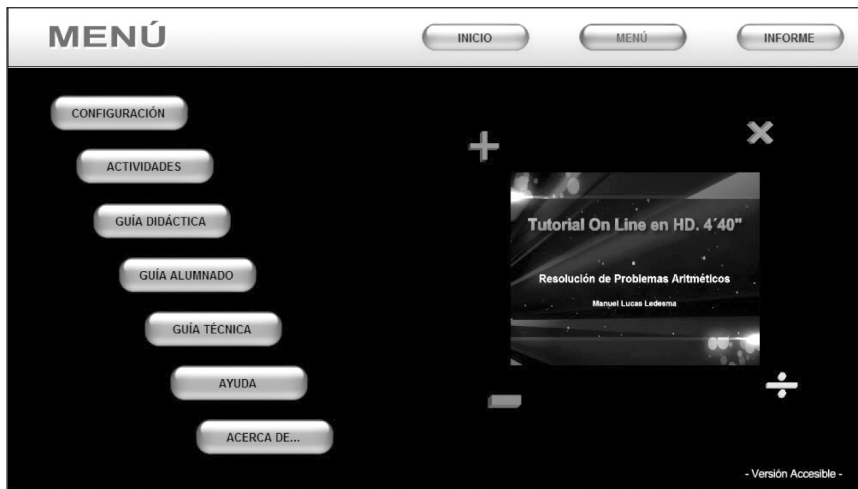 MENÚ
INICIO
MENÚ
INFORME
CONFIGURACIÓN
ACTIVIDADES
GUÍA DIDÁCTICA
GUÍA ALUMNADO
GUÍA TÉCNICA
AYUDA
ACERCA DE...
Tutorial On Line en HD. 4´40"
Resolución de Problemas Aritméticos
Manuel Lucas Ledesma
- Versión Accesible -